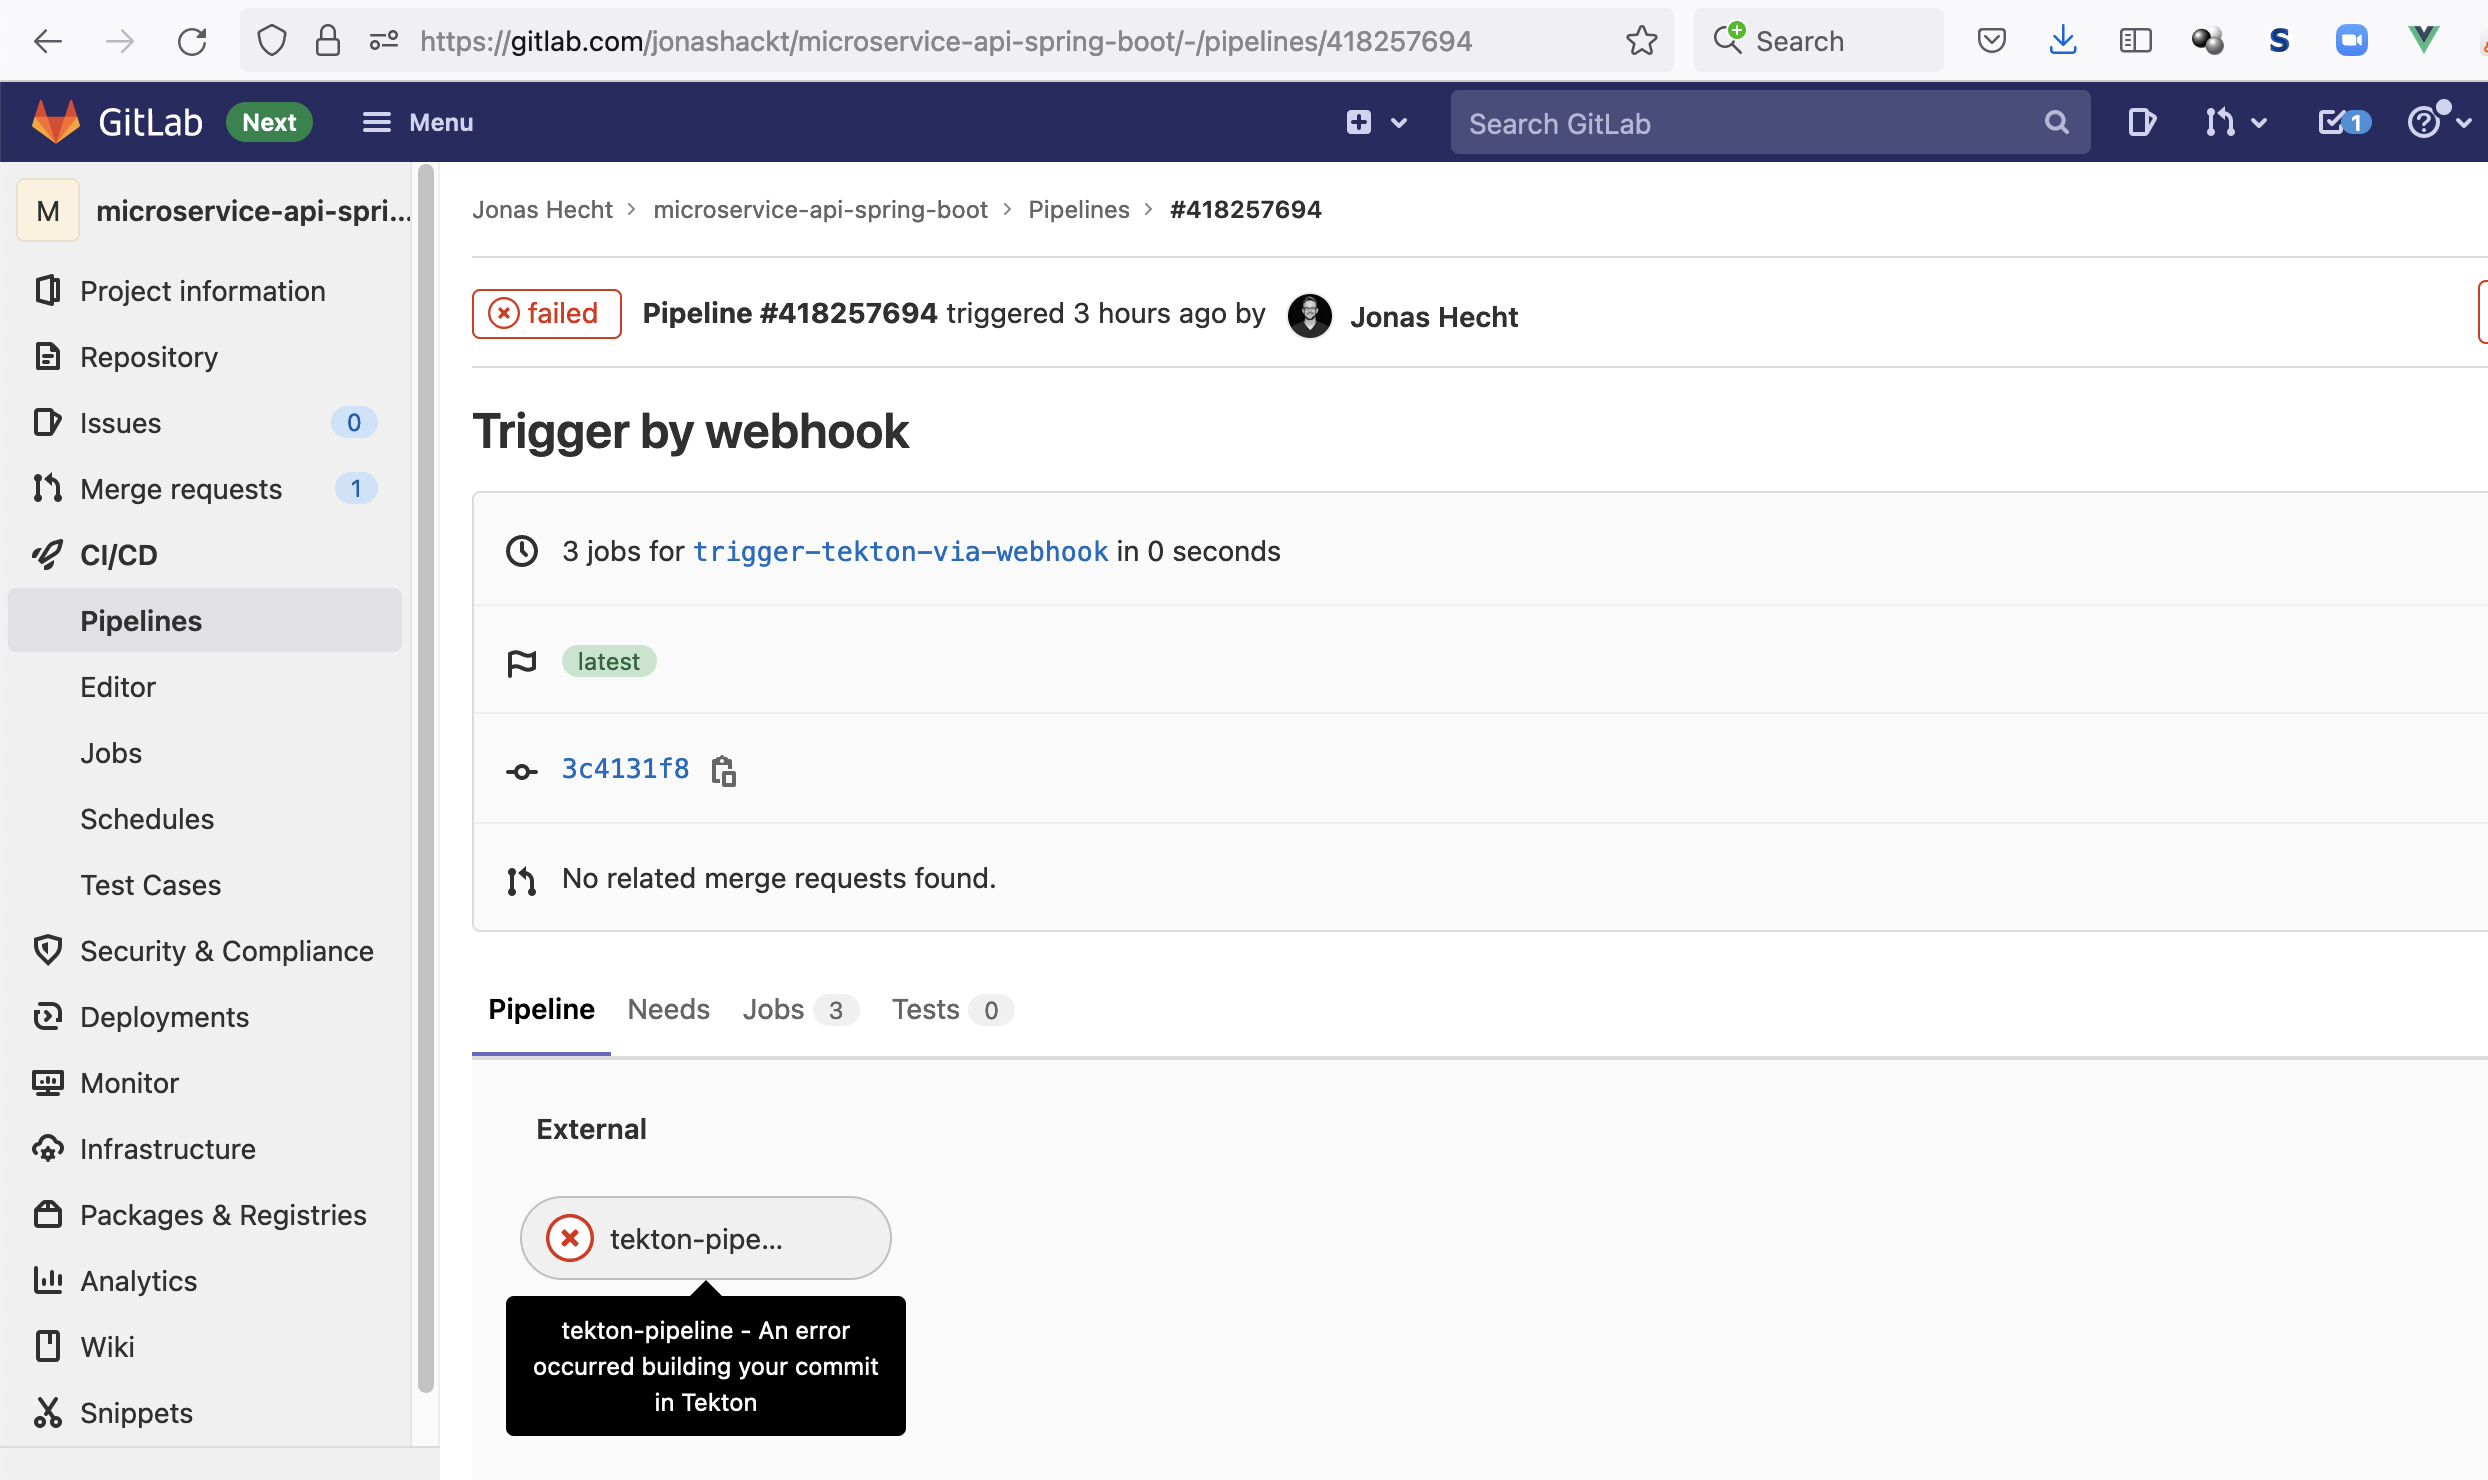 https://gitlab.com/jonashackt/microservice-api-spring-boot/-/pipelines/418257694
Search
S
GitLab
Next
Menu
Search GitLab
1
M
microservice-api-spri...
Jonas Hecht > microservice-api-spring-boot > Pipelines > #418257694
Project information
Repository
Issues 0
Merge requests 1
CI/CD
Pipelines
Editor
Jobs
Schedules
Test Cases
Security & Compliance
Deployments
Monitor
Infrastructure
Packages & Registries
Analytics
Wiki
Snippets
failed Pipeline #418257694 triggered 3 hours ago by Jonas Hecht
Trigger by webhook
3 jobs for trigger-tekton-via-webhook in 0 seconds
latest
3c4131f8
No related merge requests found.
Pipeline Needs Jobs 3 Tests 0
External
tekton-pipe...
tekton-pipeline - An error
occurred building your commit
in Tekton